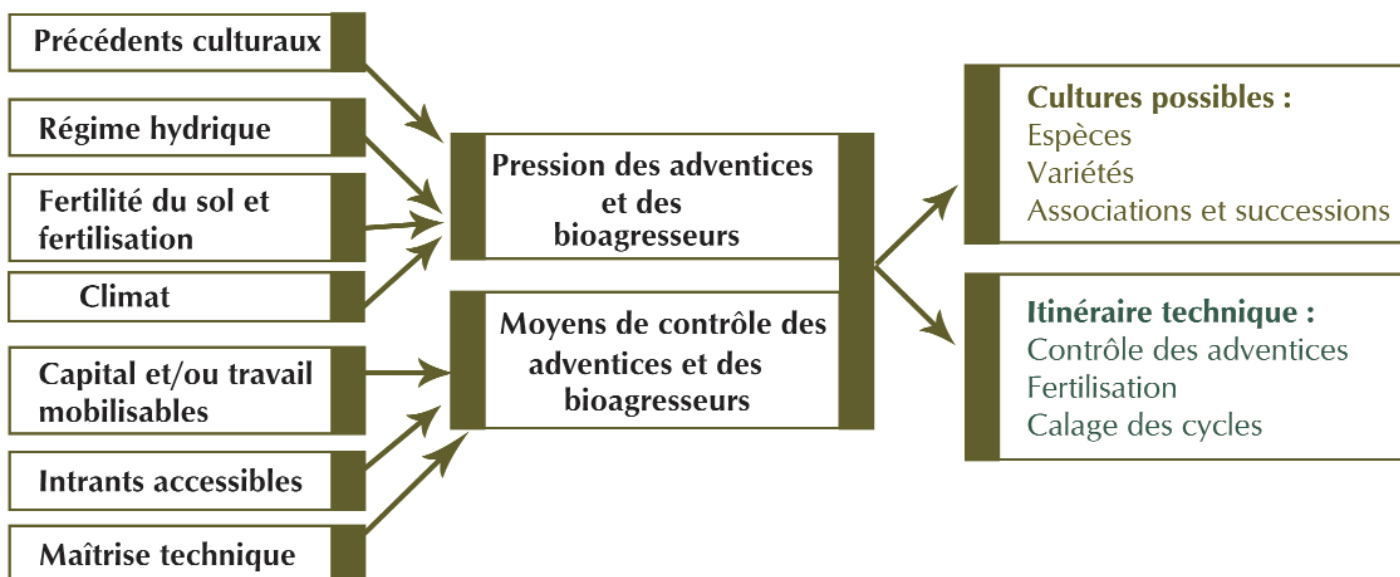 Précédents culturaux
Régime hydrique
Fertilité du sol et
fertilisation
Climat
Capital et/ou travail
mobilisables
Intrants accessibles
Maîtrise technique
Pression des adventices
et des
bioagresseurs
Moyens de contrôle des
adventices et des
bioagresseurs
Cultures possibles :
Espèces
Variétés
Associations et successions
Itinéraire technique :
Contrôle des adventices
Fertilisation
Calage des cycles